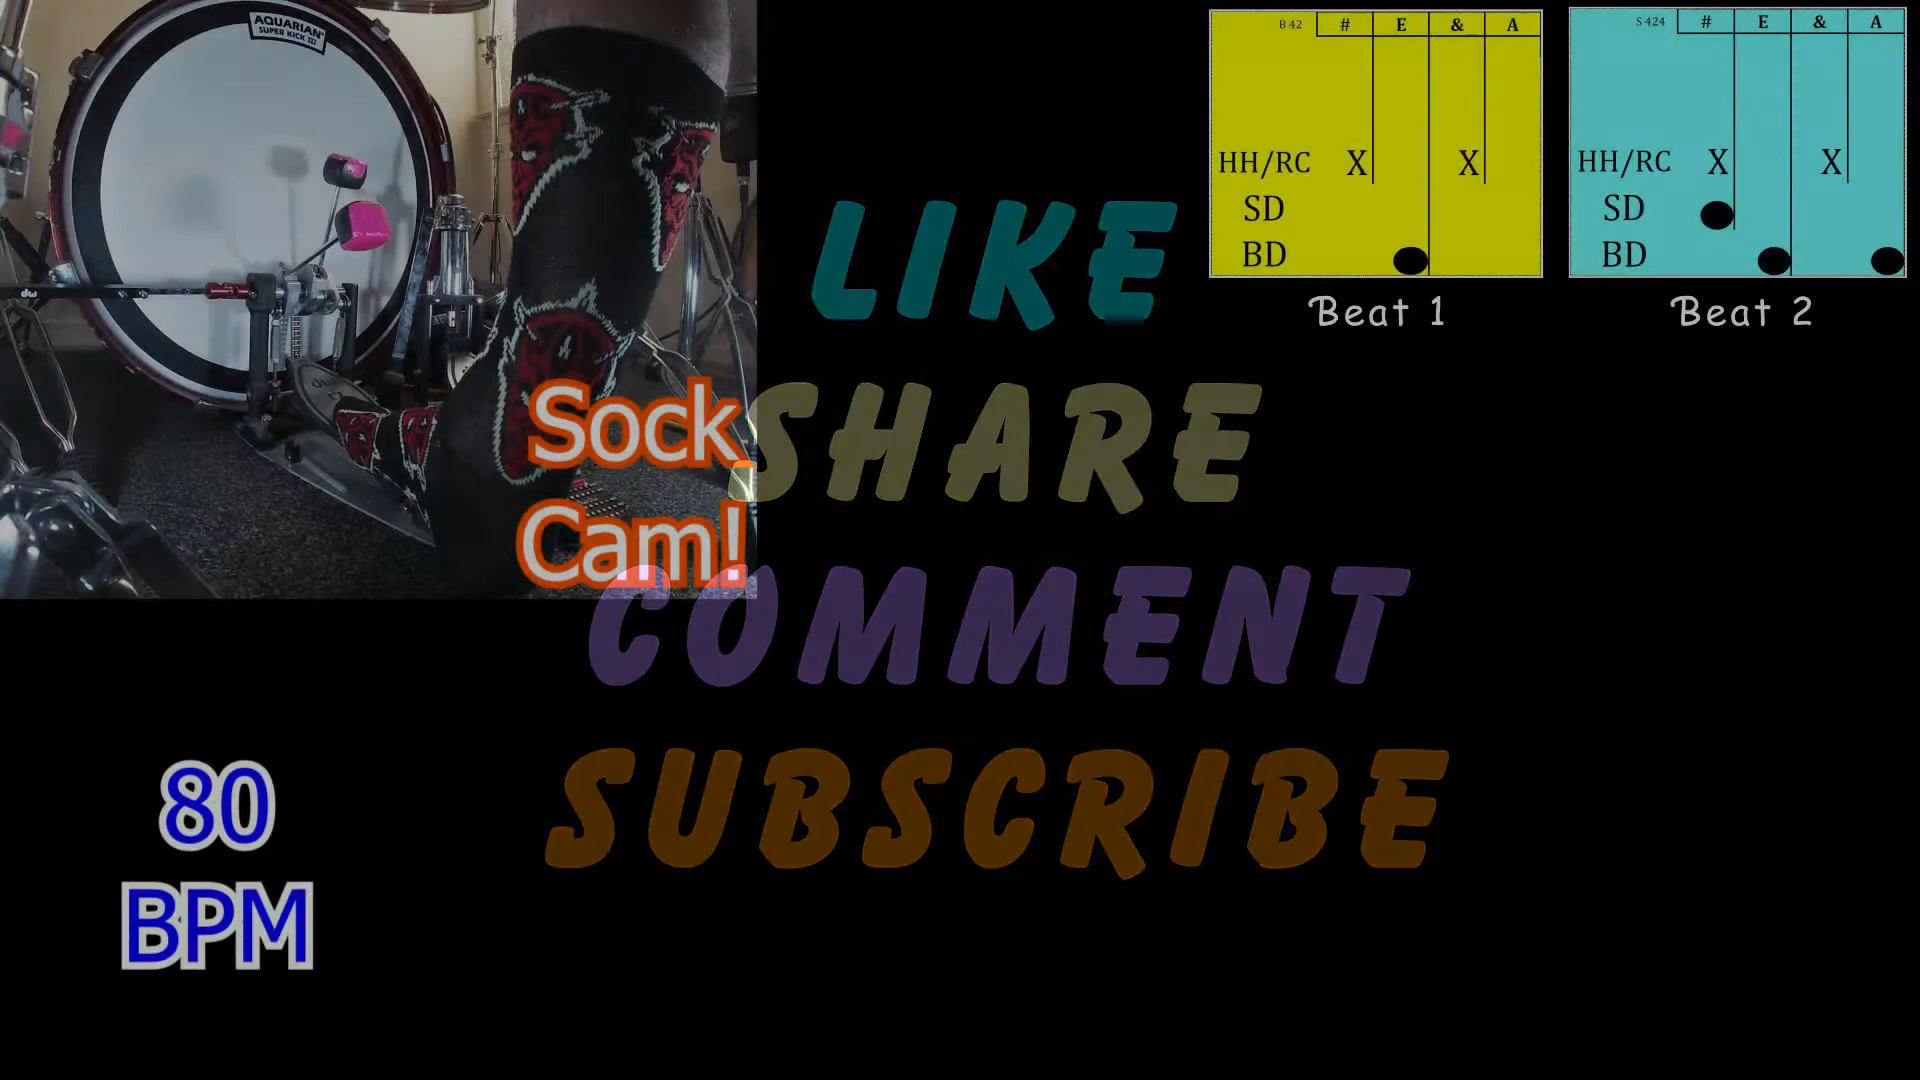 AQUARIAN
SUPER KICK III
dw
Sock
Cam!
B 42 # E & A
HH/RC X X
SD
BD
Beat 1
S 424 # E & A
HH/RC X X
SD
BD
Beat 2
LIKE
SHARE
COMMENT
SUBSCRIBE
80
BPM